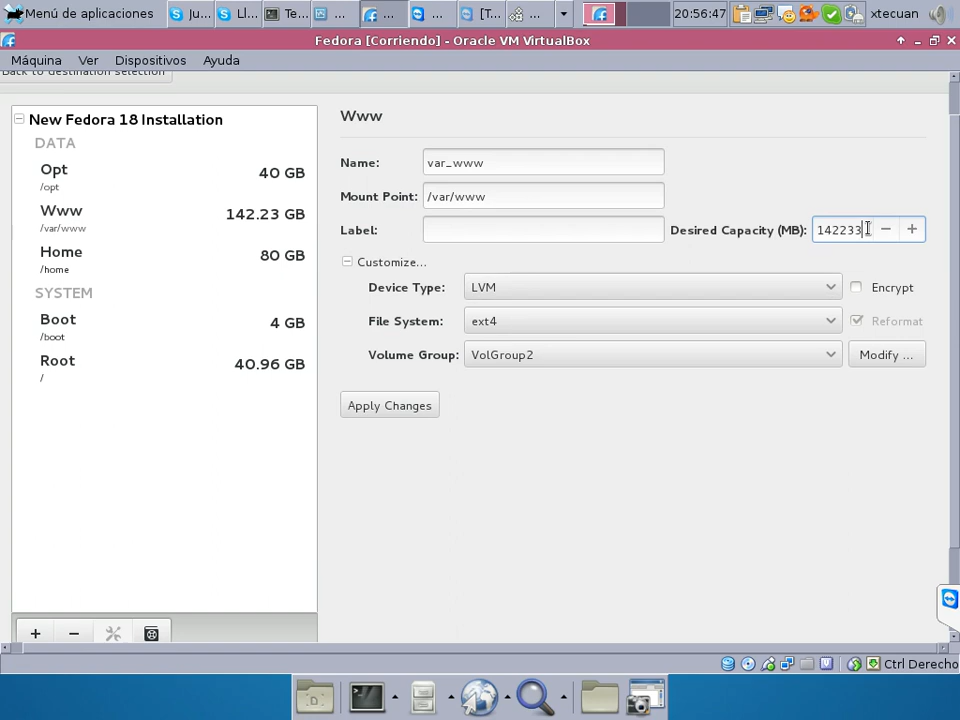 Menú de aplicaciones
Ju...
Ll...
Te...
...
...
...
[T...
...
20:56:47
xtecuan
Fedora [Corriendo] - Oracle VM VirtualBox
Máquina Ver Dispositivos Ayuda
Back to destination selection
New Fedora 18 Installation
DATA
Opt 40 GB
/opt
Www 142.23 GB
/var/www
Home 80 GB
/home
SYSTEM
Boot 4 GB
/boot
Root 40.96 GB
/
Www
Name: var_www
Mount Point: /var/www
Label: Desired Capacity (MB): 142233 − +
Customize...
Device Type: LVM Encrypt
File System: ext4 Reformat
Volume Group: VolGroup2 Modify ...
Apply Changes
+ −
Ctrl Derecho